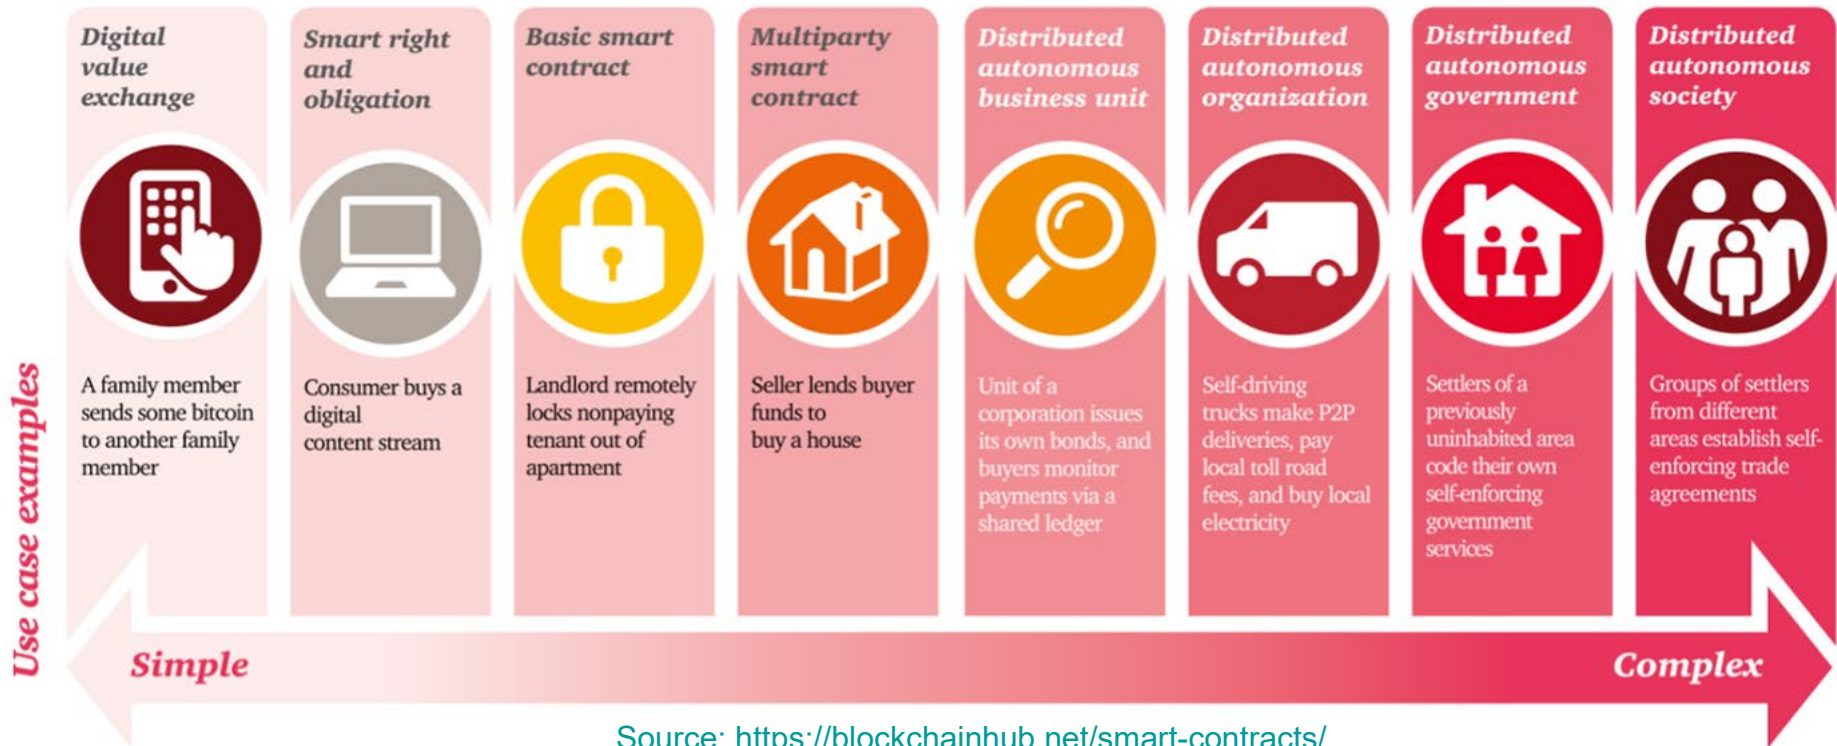 Digital
value
exchange
Smart right
and
obligation
Basic smart
contract
Multiparty
smart
contract
Distributed
autonomous
business unit
Distributed
autonomous
organization
Distributed
autonomous
government
Distributed
autonomous
society
Use case examples
A family member
sends some bitcoin
to another family
member
Consumer buys a
digital
content stream
Landlord remotely
locks nonpaying
tenant out of
apartment
Seller lends buyer
funds to
buy a house
Unit of a
corporation issues
its own bonds, and
buyers monitor
payments via a
shared ledger
Self-driving
trucks make P2P
deliveries, pay
local toll road
fees, and buy local
electricity
Settlers of a
previously
uninhabited area
code their own
self-enforcing
government
services
Groups of settlers
from different
areas establish self-
enforcing trade
agreements
Simple
Complex
Source: https://blockchainhub.net/smart-contracts/